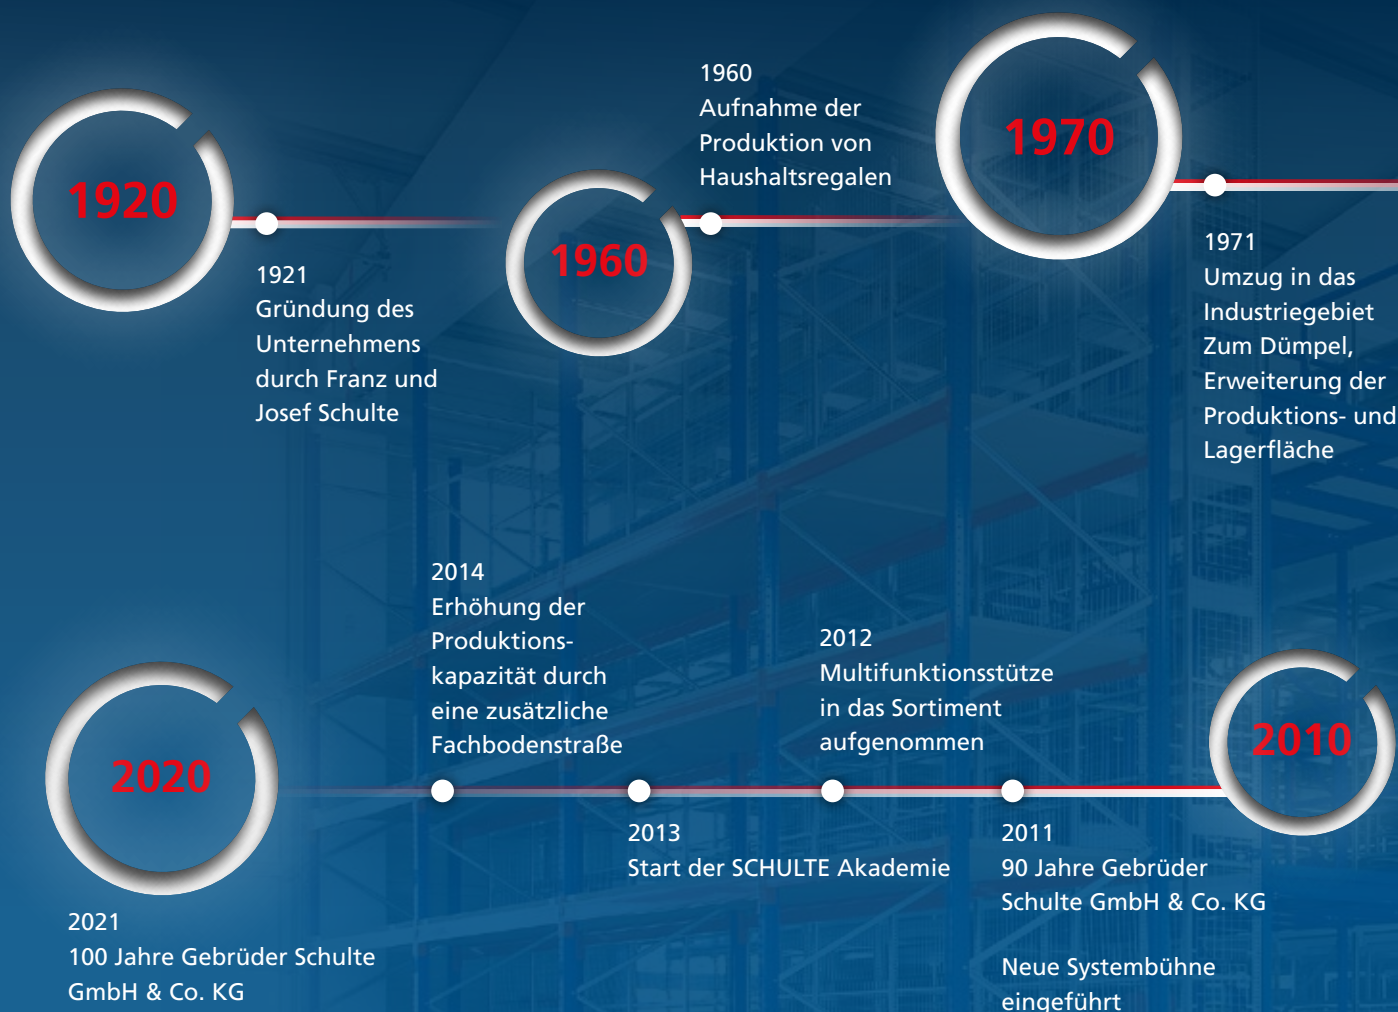 1920
1921
Gründung des
Unternehmens
durch Franz und
Josef Schulte
1960
1960
Aufnahme der
Produktion von
Haushaltsregalen
1970
1971
Umzug in das
Industriegebiet
Zum Dümpel,
Erweiterung der
Produktions- und
Lagerfläche
2010
2011
90 Jahre Gebrüder
Schulte GmbH & Co. KG
Neue Systembühne
eingeführt
2012
Multifunktionsstütze
in das Sortiment
aufgenommen
2013
Start der SCHULTE Akademie
2014
Erhöhung der
Produktions-
kapazität durch
eine zusätzliche
Fachbodenstraße
2020
2021
100 Jahre Gebrüder Schulte
GmbH & Co. KG